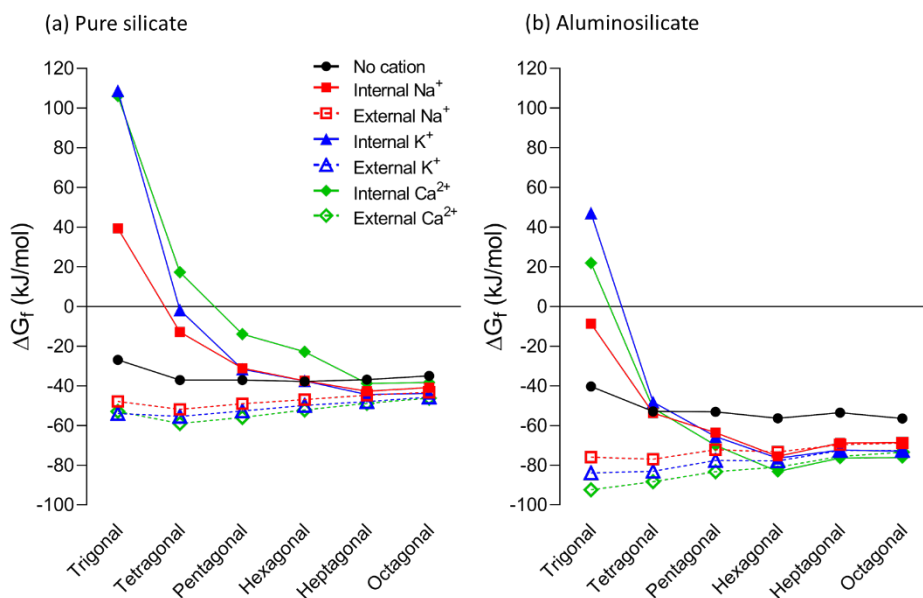 (a) Pure silicate
(b) Aluminosilicate
ΔG_f (kJ/mol)
120
100
80
60
40
20
0
-20
-40
-60
-80
-100
No cation
Internal Na⁺
External Na⁺
Internal K⁺
External K⁺
Internal Ca²⁺
External Ca²⁺
Trigonal
Tetragonal
Pentagonal
Hexagonal
Heptagonal
Octagonal
ΔG_f (kJ/mol)
120
100
80
60
40
20
0
-20
-40
-60
-80
-100
Trigonal
Tetragonal
Pentagonal
Hexagonal
Heptagonal
Octagonal